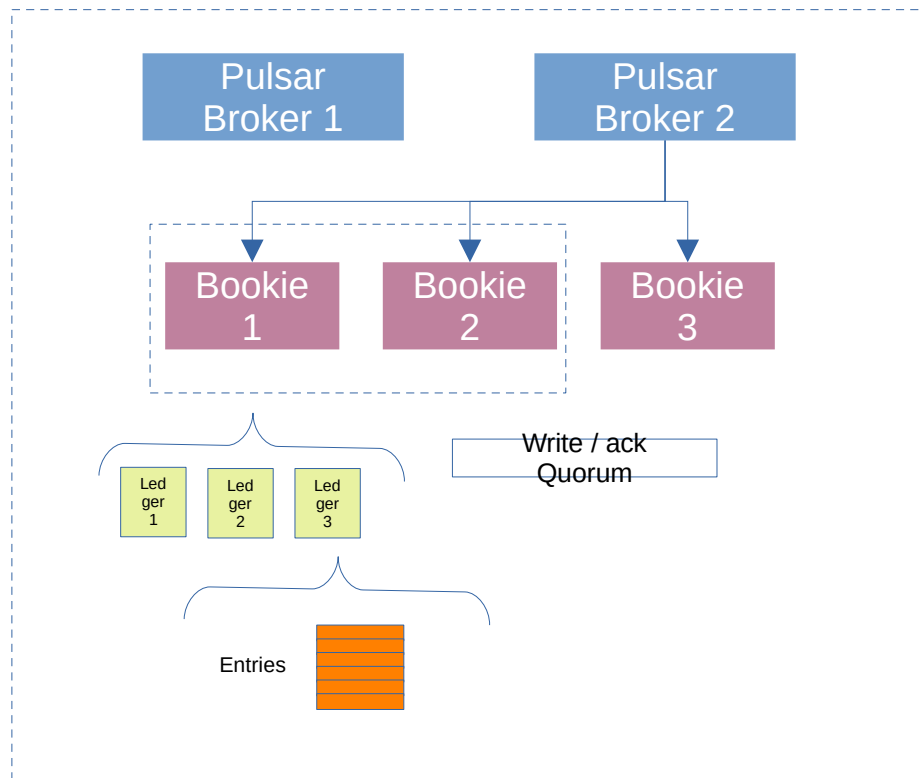 Pulsar
Broker 1
Pulsar
Broker 2
Bookie
1
Bookie
2
Bookie
3
Write / ack
Quorum
Led
ger
1
Led
ger
2
Led
ger
3
Entries